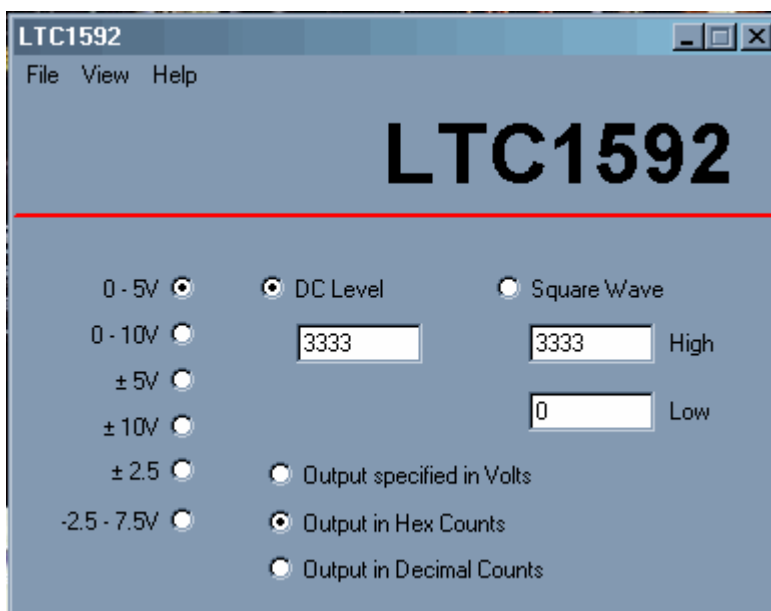 LTC1592
File View Help
LTC1592
0 - 5V DC Level Square Wave
0 - 10V 3333 3333 High
± 5V
± 10V 0 Low
± 2.5 Output specified in Volts
-2.5 - 7.5V Output in Hex Counts
Output in Decimal Counts